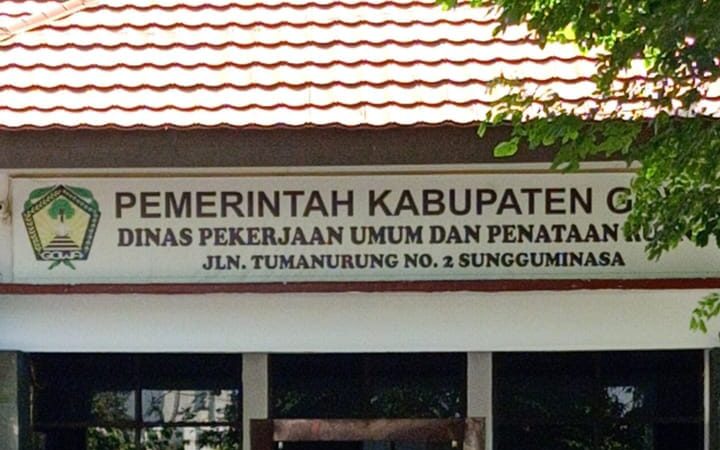 PEMERINTAH KABUPATEN
DINAS PEKERJAAN UMUM DAN PENATAAN
JLN. TUMANURUNG NO. 2 SUNGGUMINASA
GOWA